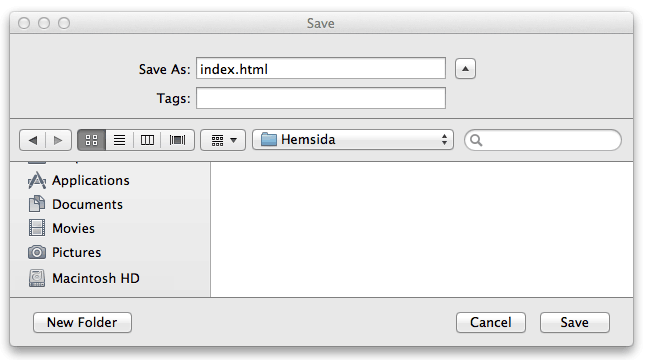 Save
Save As: index.html
Tags:
Hemsida
Applications
Documents
Movies
Pictures
Macintosh HD
New Folder Cancel Save